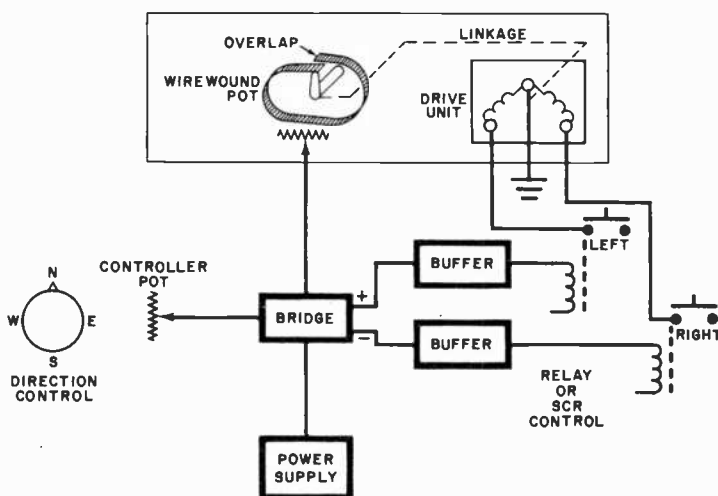 LINKAGE
OVERLAP
WIREWOUND
POT
DRIVE
UNIT
LEFT
RIGHT
CONTROLLER
POT
N
W
E
S
DIRECTION
CONTROL
BRIDGE
+
−
BUFFER
BUFFER
RELAY
OR
SCR
CONTROL
POWER
SUPPLY